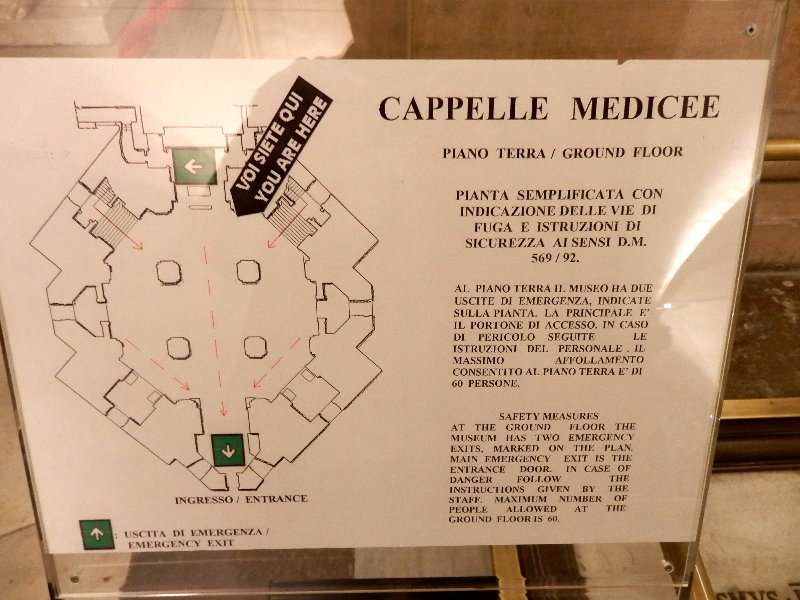 CAPPELLE MEDICEE
PIANO TERRA / GROUND FLOOR
PIANTA SEMPLIFICATA CON
INDICAZIONE DELLE VIE DI
FUGA E ISTRUZIONI DI
SICUREZZA AI SENSI D.M.
569 / 92.
AL PIANO TERRA IL MUSEO HA DUE
USCITE DI EMERGENZA, INDICATE
SULLA PIANTA. LA PRINCIPALE E'
IL PORTONE DI ACCESSO. IN CASO
DI PERICOLO SEGUITE LE
ISTRUZIONI DEL PERSONALE . IL
MASSIMO AFFOLLAMENTO
CONSENTITO AL PIANO TERRA E' DI
60 PERSONE.
SAFETY MEASURES
AT THE GROUND FLOOR THE
MUSEUM HAS TWO EMERGENCY
EXITS, MARKED ON THE PLAN.
MAIN EMERGENCY EXIT IS THE
ENTRANCE DOOR. IN CASE OF
DANGER FOLLOW THE
INSTRUCTIONS GIVEN BY THE
STAFF. MAXIMUM NUMBER OF
PEOPLE ALLOWED AT THE
GROUND FLOOR IS 60.
VOI SIETE QUI
YOU ARE HERE
INGRESSO / ENTRANCE
: USCITA DI EMERGENZA /
EMERGENCY EXIT